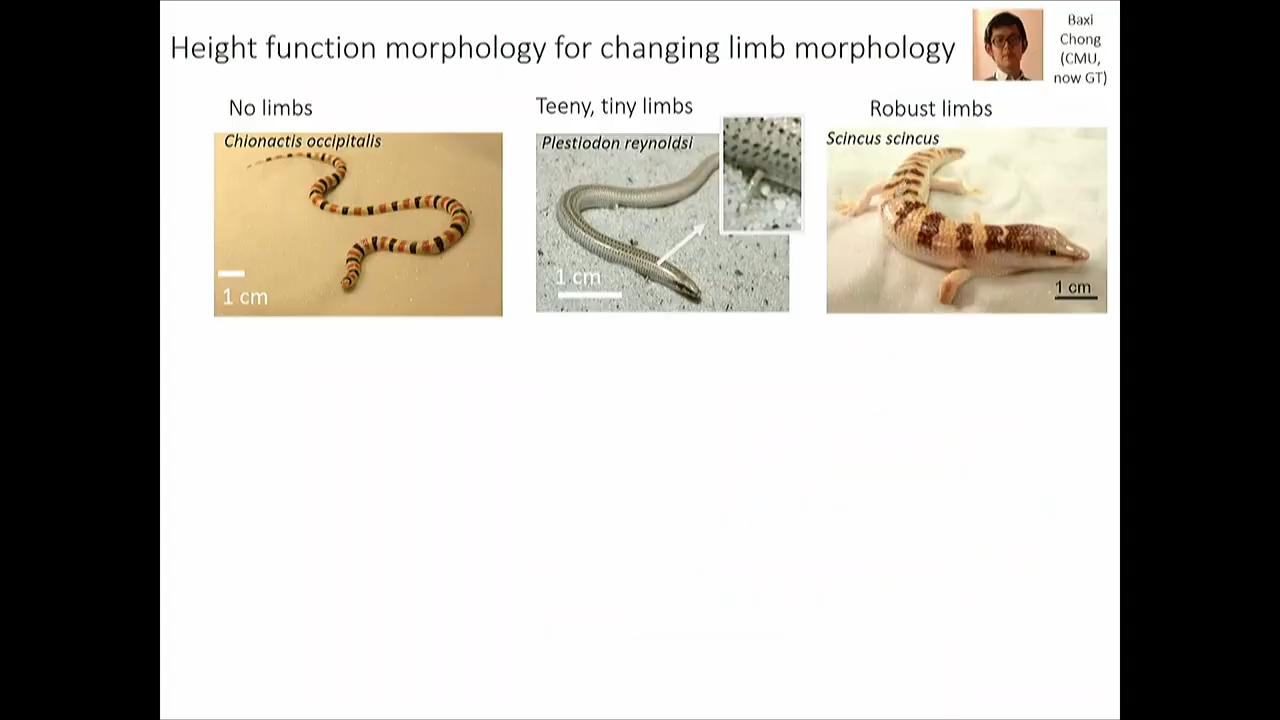 Height function morphology for changing limb morphology
Baxi
Chong
(CMU,
now GT)
No limbs
Teeny, tiny limbs
Robust limbs
Chionactis occipitalis
Plestiodon reynoldsi
Scincus scincus
1 cm
1 cm
1 cm